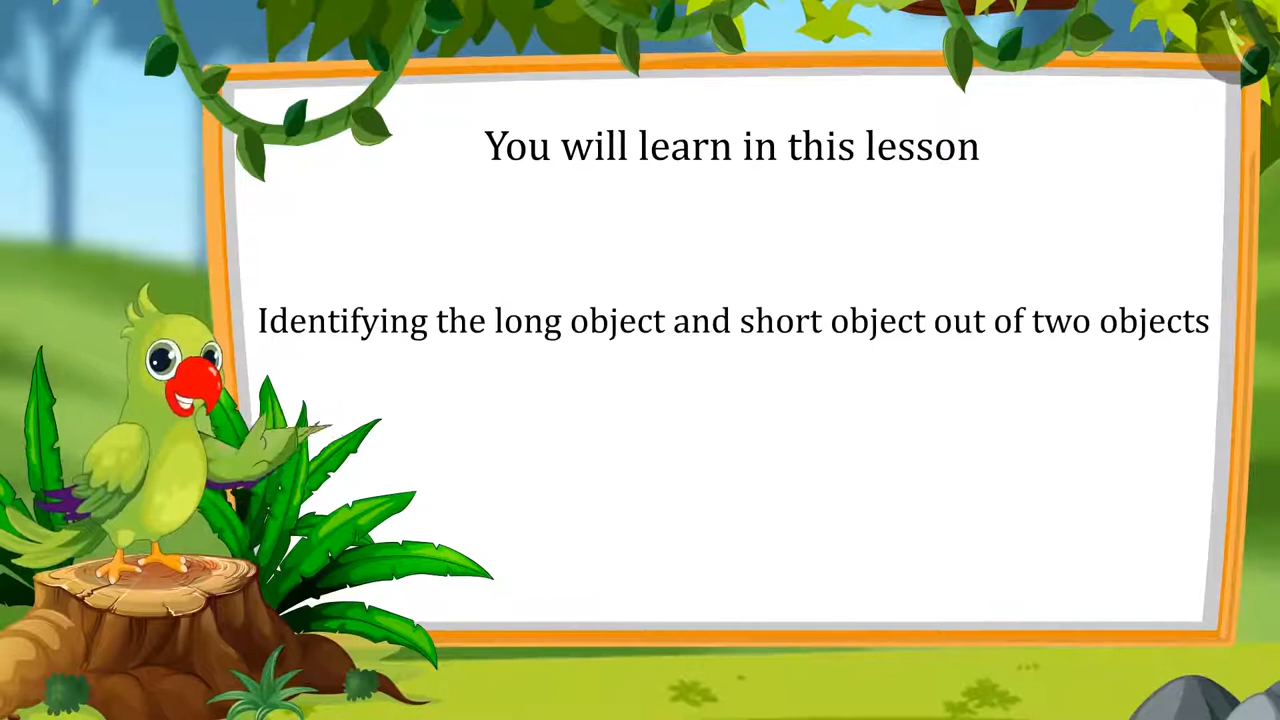 You will learn in this lesson
Identifying the long object and short object out of two objects